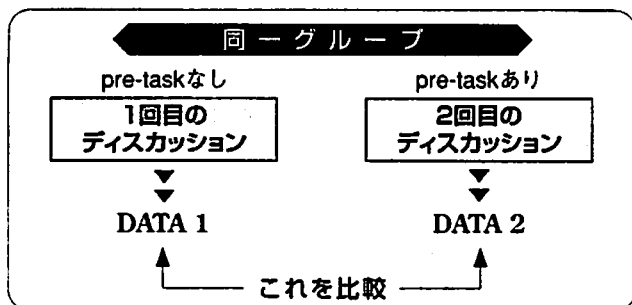 同一グループ
pre-taskなし
pre-taskあり
1回目の
ディスカッション
2回目の
ディスカッション
DATA 1
DATA 2
これを比較